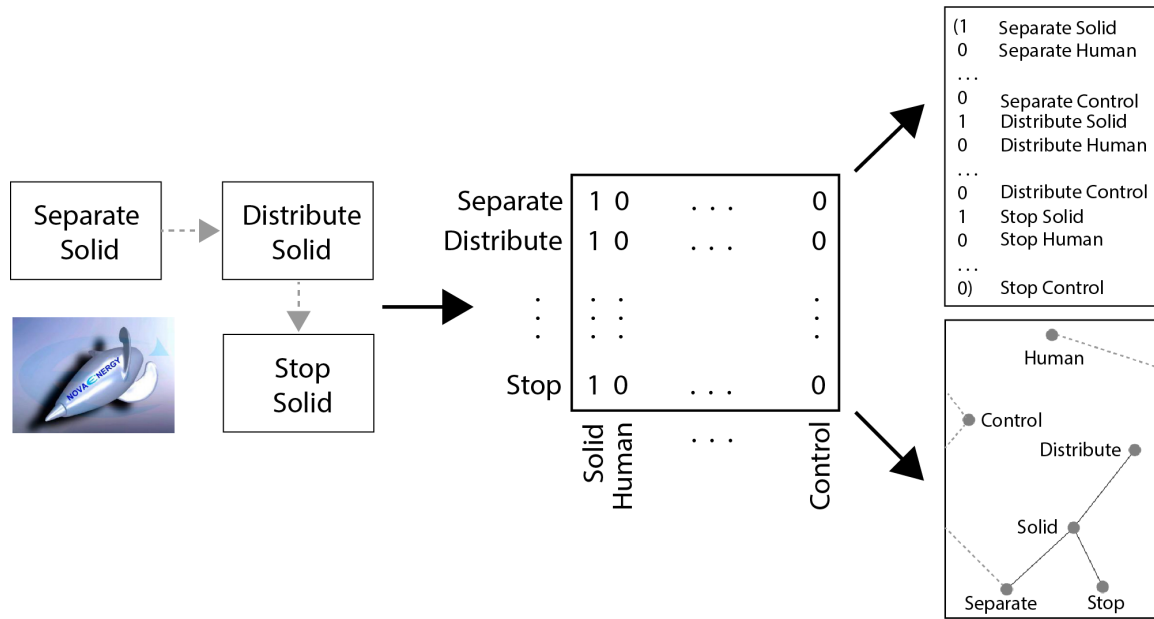 Separate
Solid
Distribute
Solid
Stop
Solid
NOVA ENERGY
Separate 1 0 . . . 0
Distribute 1 0 . . . 0
Stop 1 0 . . . 0
Solid
Human
. . .
Control
(1 Separate Solid
0 Separate Human
...
0 Separate Control
1 Distribute Solid
0 Distribute Human
...
0 Distribute Control
1 Stop Solid
0 Stop Human
...
0) Stop Control
Human
Control
Distribute
Solid
Separate
Stop